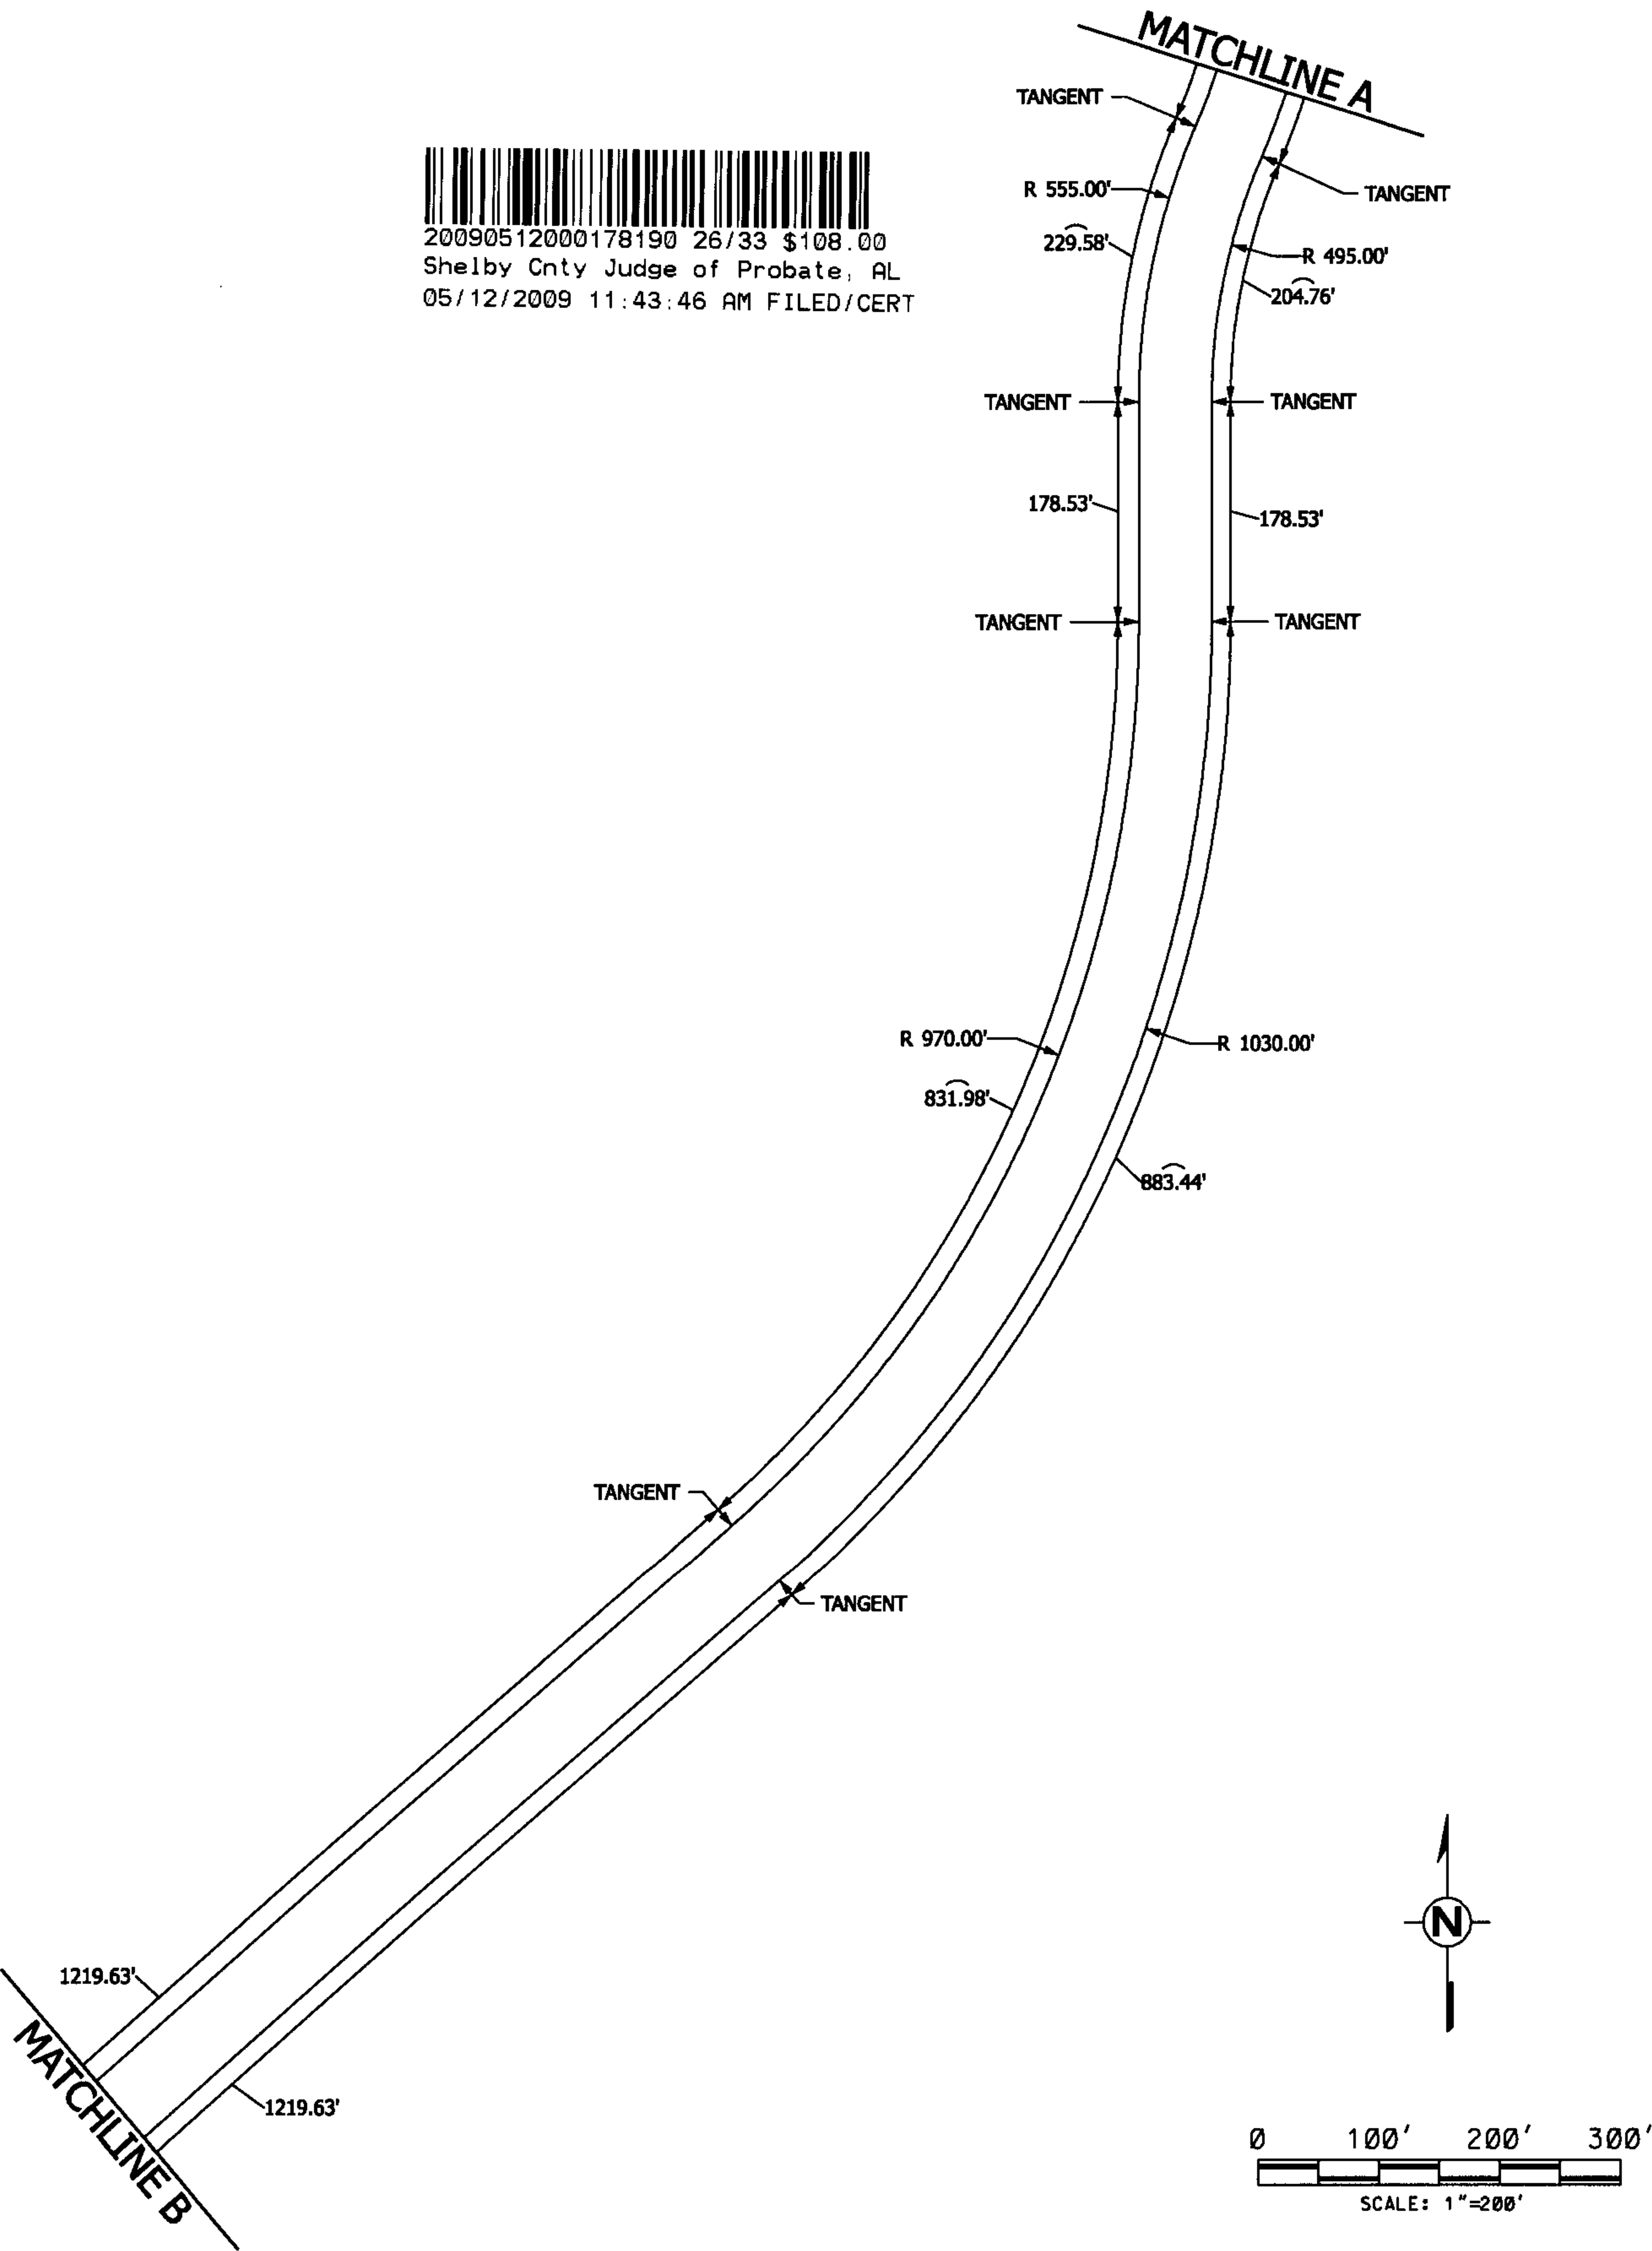 MATCHLINE A
TANGENT
20090512000178190 26/33 $108.00
Shelby Cnty Judge of Probate, AL
05/12/2009 11:43:46 AM FILED/CERT
R 555.00'
TANGENT
229.58'
R 495.00'
204.76'
TANGENT
TANGENT
178.53'
178.53'
TANGENT
TANGENT
R 970.00'
R 1030.00'
831.98'
883.44'
TANGENT
TANGENT
N
1219.63'
MATCHLINE B
1219.63'
0 100' 200' 300'
SCALE: 1"=200'